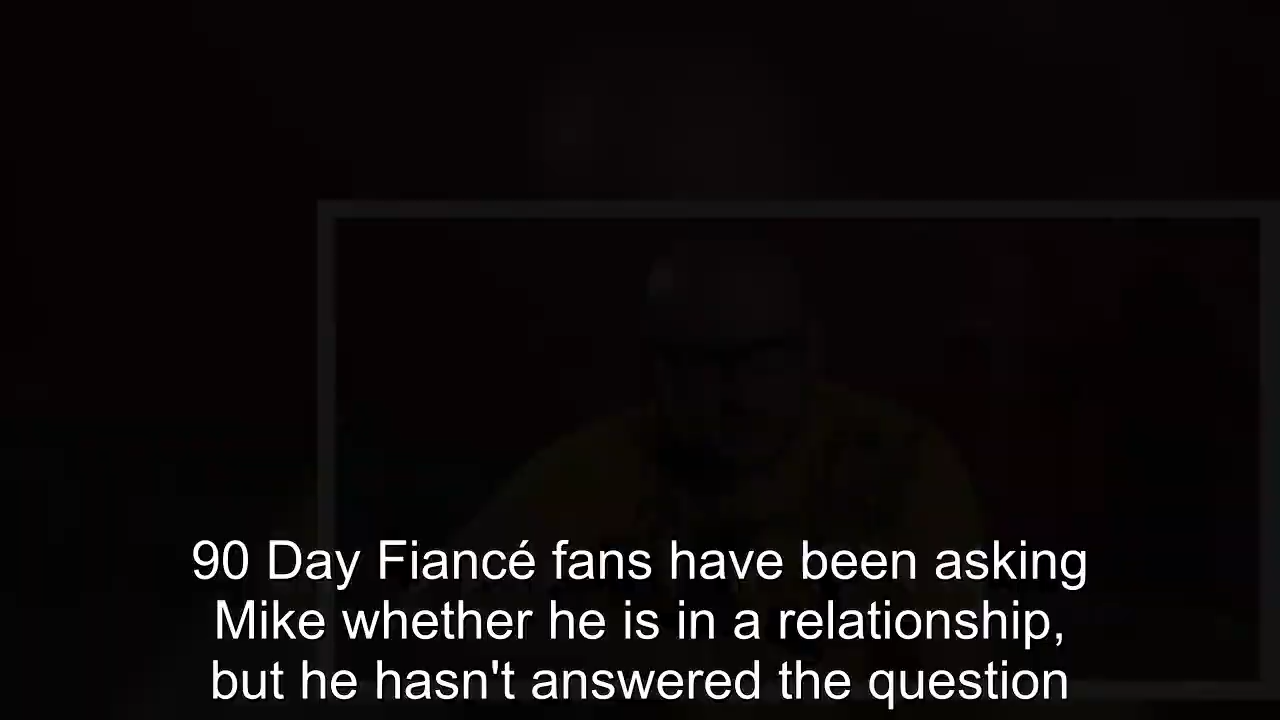 90 Day Fiancé fans have been asking
Mike whether he is in a relationship,
but he hasn't answered the question